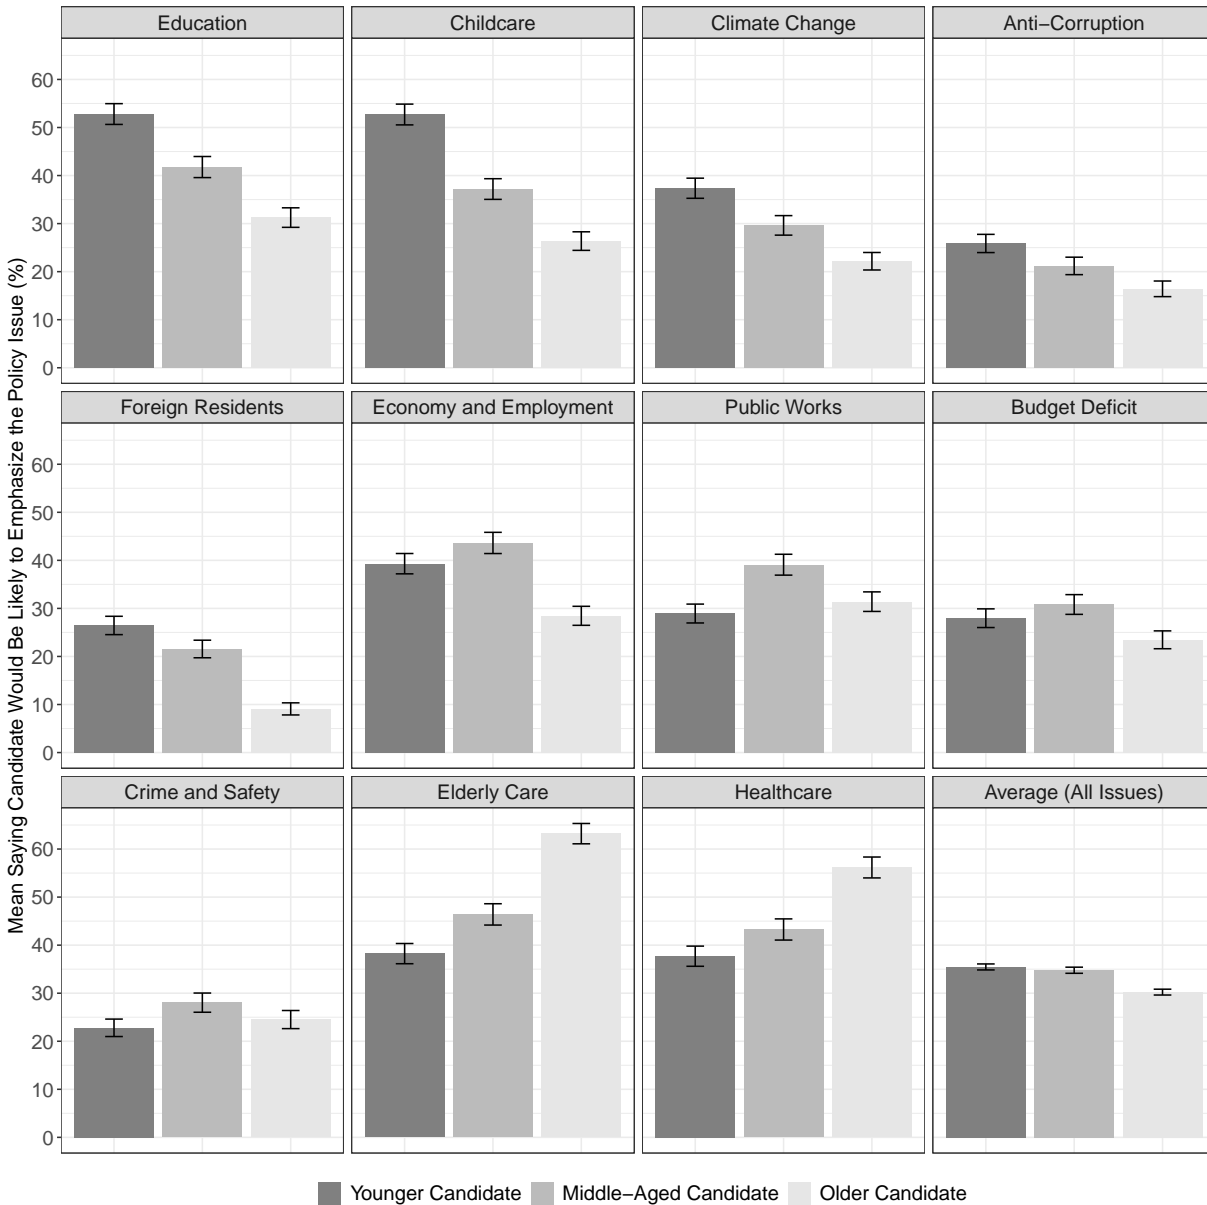 Mean Saying Candidate Would Be Likely to Emphasize the Policy Issue (%)
Education
Childcare
Climate Change
Anti−Corruption
60
50
40
30
20
10
0
Foreign Residents
Economy and Employment
Public Works
Budget Deficit
60
50
40
30
20
10
0
Crime and Safety
Elderly Care
Healthcare
Average (All Issues)
60
50
40
30
20
10
0
Younger Candidate
Middle−Aged Candidate
Older Candidate